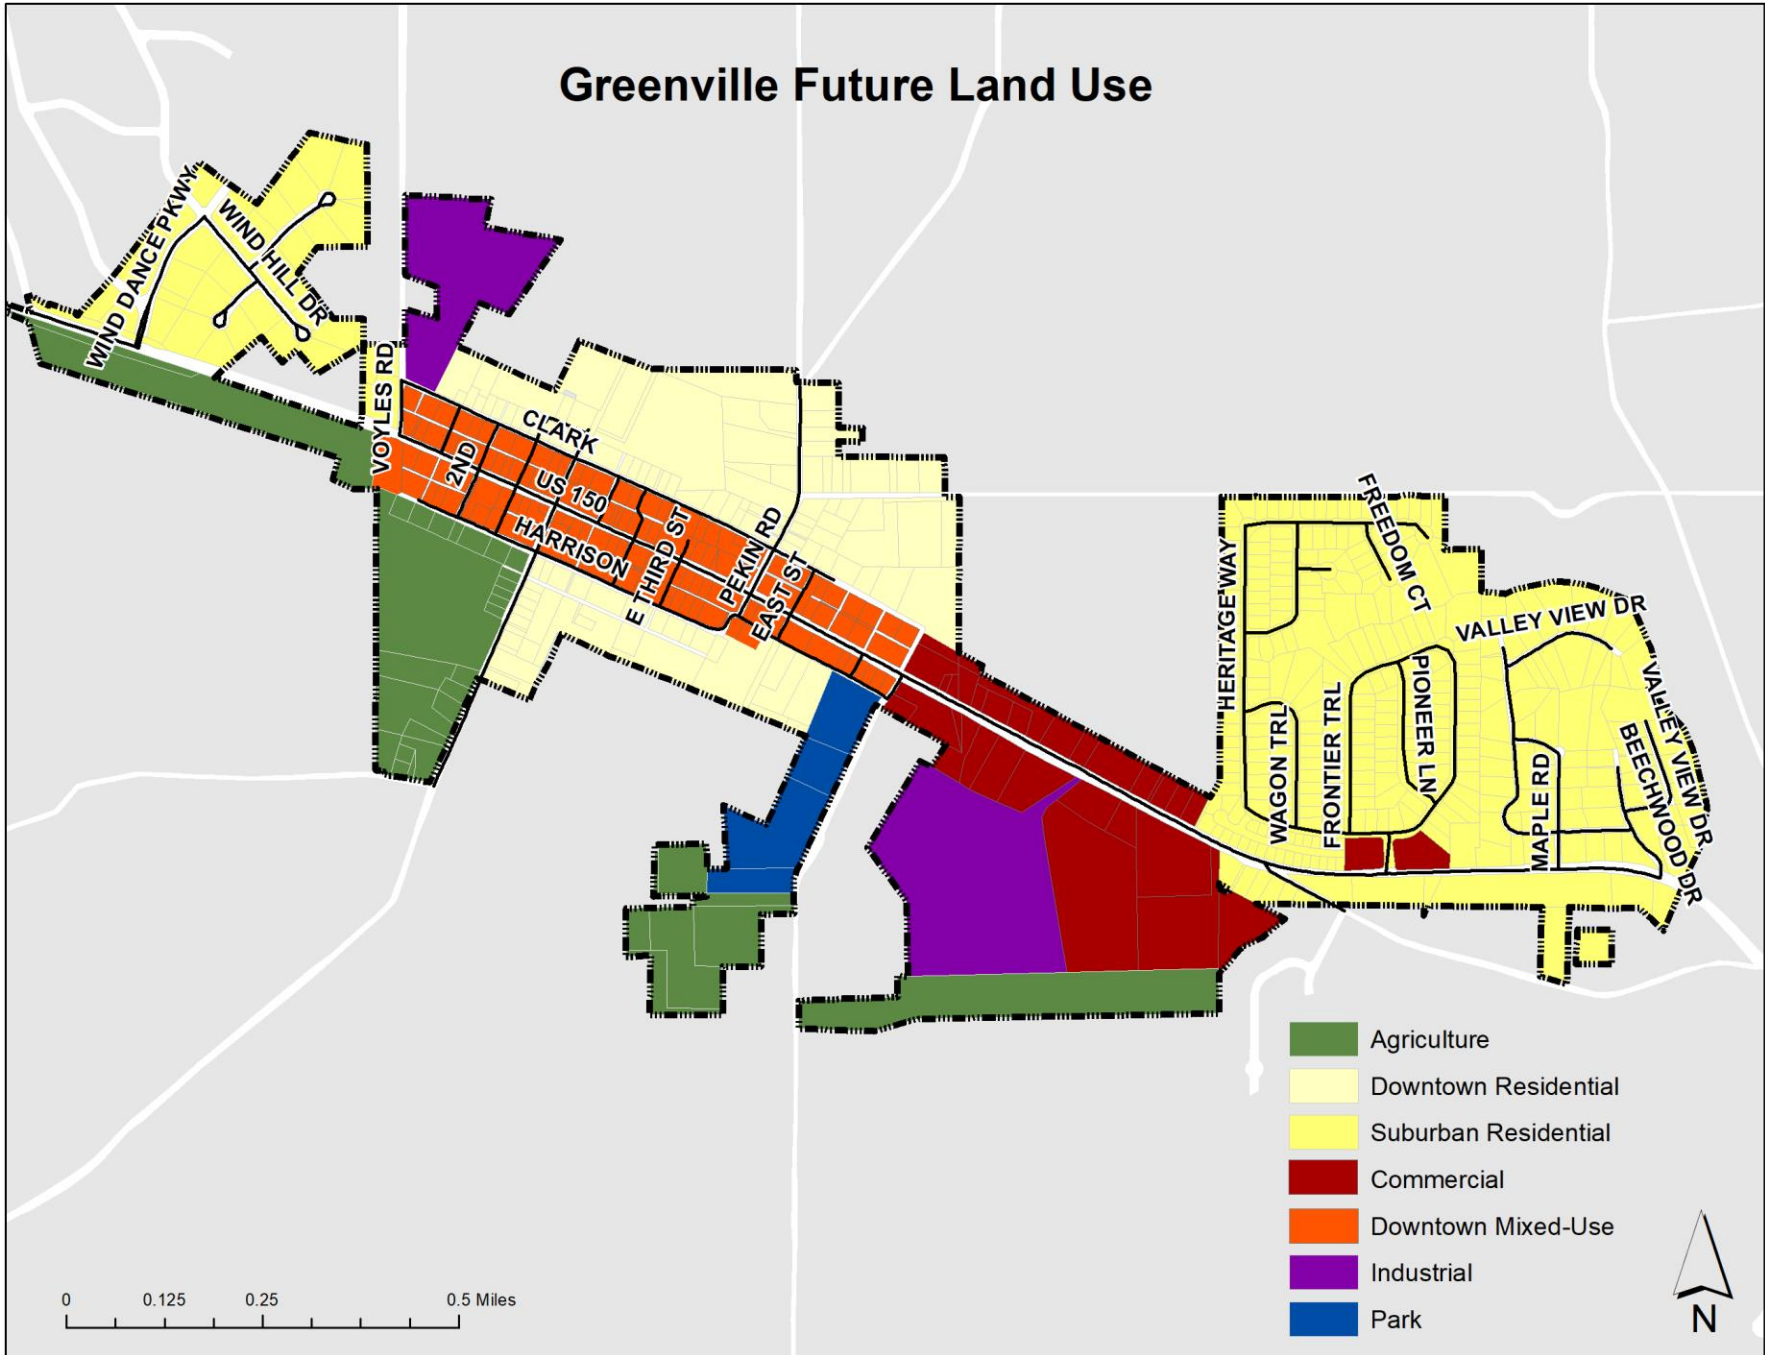 Greenville Future Land Use
WIND DANCE PKWY
WIND HILL DR
VOYLES RD
CLARK
2ND
US 150
HARRISON
E THIRD ST
PEKIN RD
EAST ST
HERITAGE WAY
FREEDOM CT
VALLEY VIEW DR
WAGON TRL
FRONTIER TRL
PIONEER LN
MAPLE RD
VALLEY VIEW DR
BEECHWOOD DR
Agriculture
Downtown Residential
Suburban Residential
Commercial
Downtown Mixed-Use
Industrial
Park
0 0.125 0.25 0.5 Miles
N